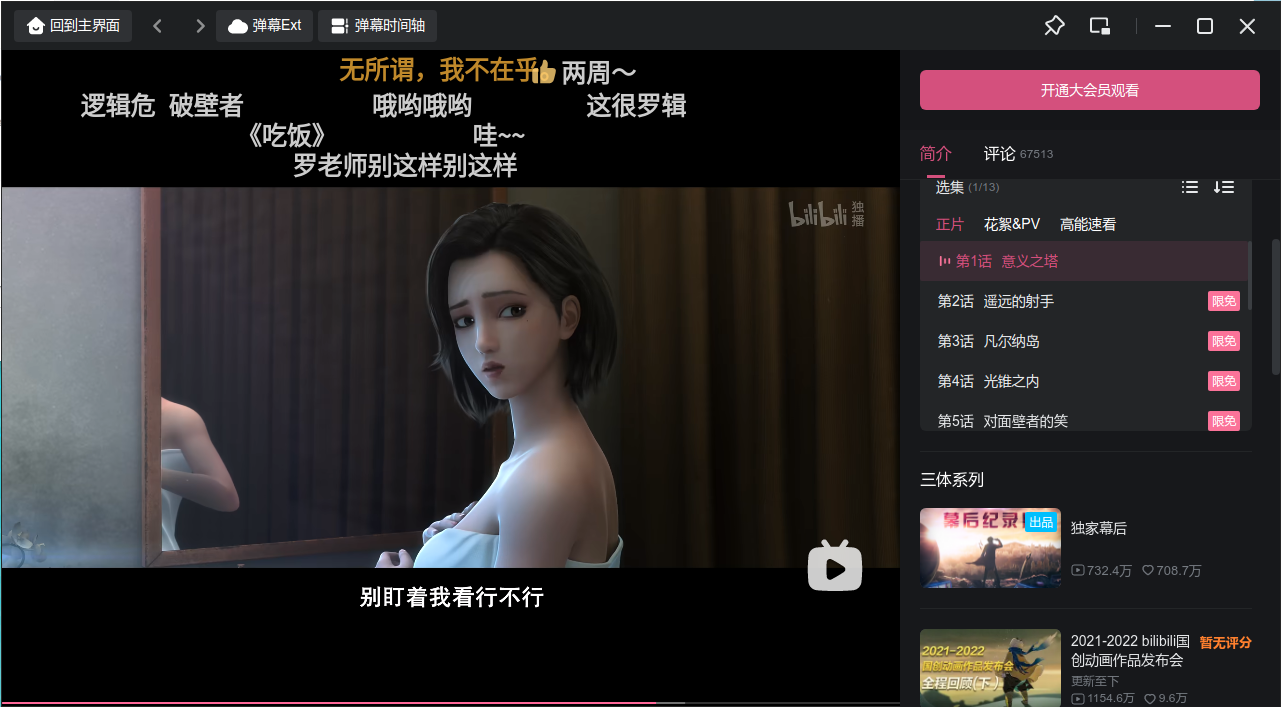 回到主界面
弹幕Ext
弹幕时间轴
无所谓，我不在乎👍
两周～
逻辑危 破壁者
哦哟哦哟
这很罗辑
《吃饭》
哇~~
罗老师别这样别这样
bilibili 独播
别盯着我看行不行
开通大会员观看
简介
评论 67513
选集 (1/13)
正片
花絮&PV
高能速看
第1话 意义之塔
第2话 遥远的射手
限免
第3话 凡尔纳岛
限免
第4话 光锥之内
限免
第5话 对面壁者的笑
限免
三体系列
幕后纪录
出品
独家幕后
732.4万
708.7万
2021-2022
国创动画作品发布会
全程回顾(下)
2021-2022 bilibili国
创动画作品发布会
暂无评分
更新至下
1154.6万
9.6万